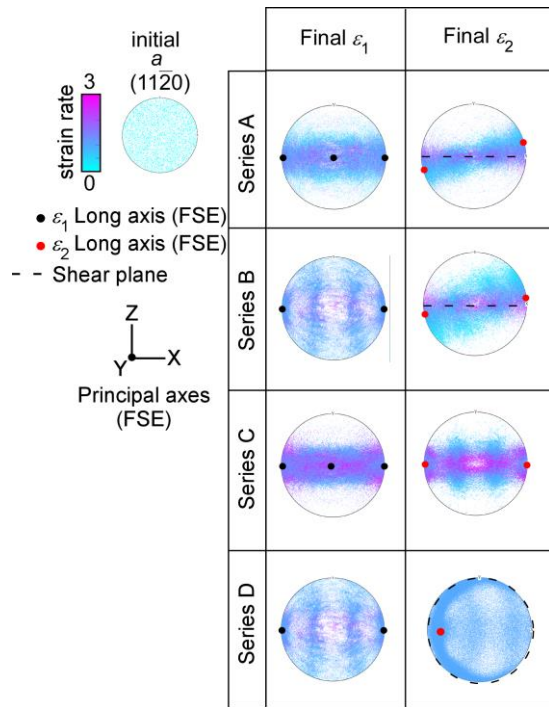 initial
a
(112̅0)
3
strain rate
0
ε1 Long axis (FSE)
ε2 Long axis (FSE)
Shear plane
Z
Y
X
Principal axes
(FSE)
Final ε1
Final ε2
Series A
Series B
Series C
Series D